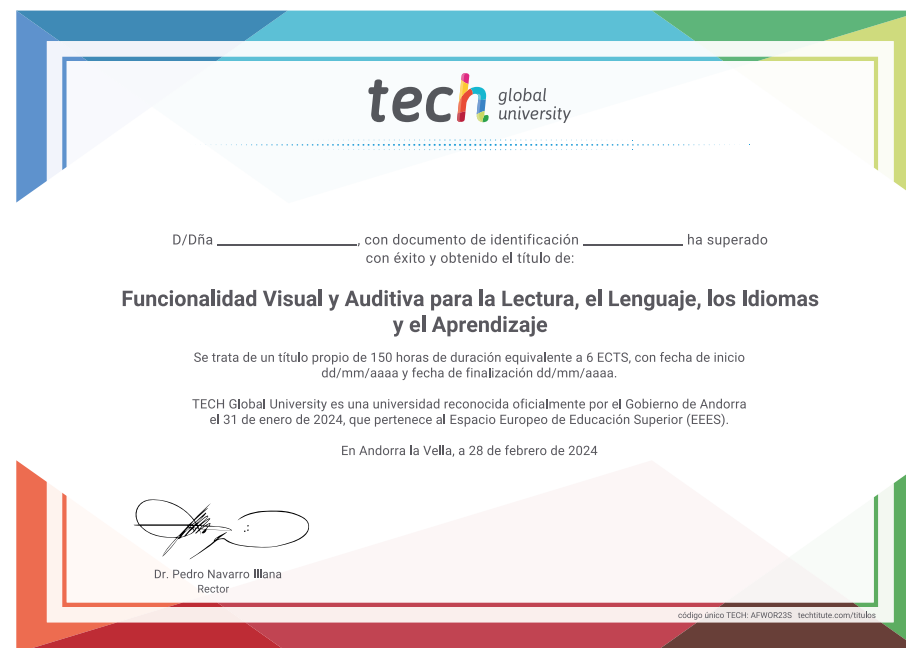 tech global university
D/Dña ____________________, con documento de identificación ______________ ha superado
con éxito y obtenido el título de:
Funcionalidad Visual y Auditiva para la Lectura, el Lenguaje, los Idiomas
y el Aprendizaje
Se trata de un título propio de 150 horas de duración equivalente a 6 ECTS, con fecha de inicio
dd/mm/aaaa y fecha de finalización dd/mm/aaaa.
TECH Global University es una universidad reconocida oficialmente por el Gobierno de Andorra
el 31 de enero de 2024, que pertenece al Espacio Europeo de Educación Superior (EEES).
En Andorra la Vella, a 28 de febrero de 2024
Dr. Pedro Navarro Illana
Rector
código único TECH: AFWOR23S techtitute.com/titulos